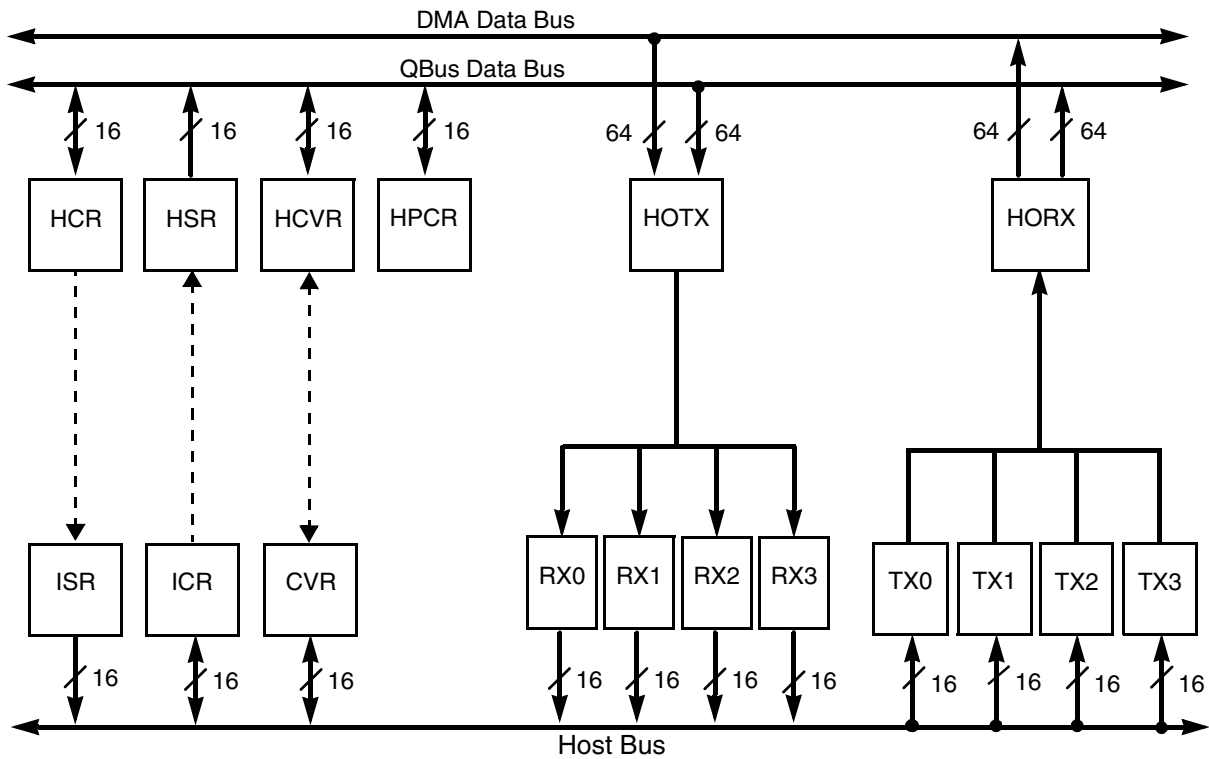 DMA Data Bus
QBus Data Bus
16 16 16 16 64 64 64 64
HCR HSR HCVR HPCR HOTX HORX
ISR ICR CVR RX0 RX1 RX2 RX3 TX0 TX1 TX2 TX3
16 16 16 16 16 16 16 16 16 16 16
Host Bus